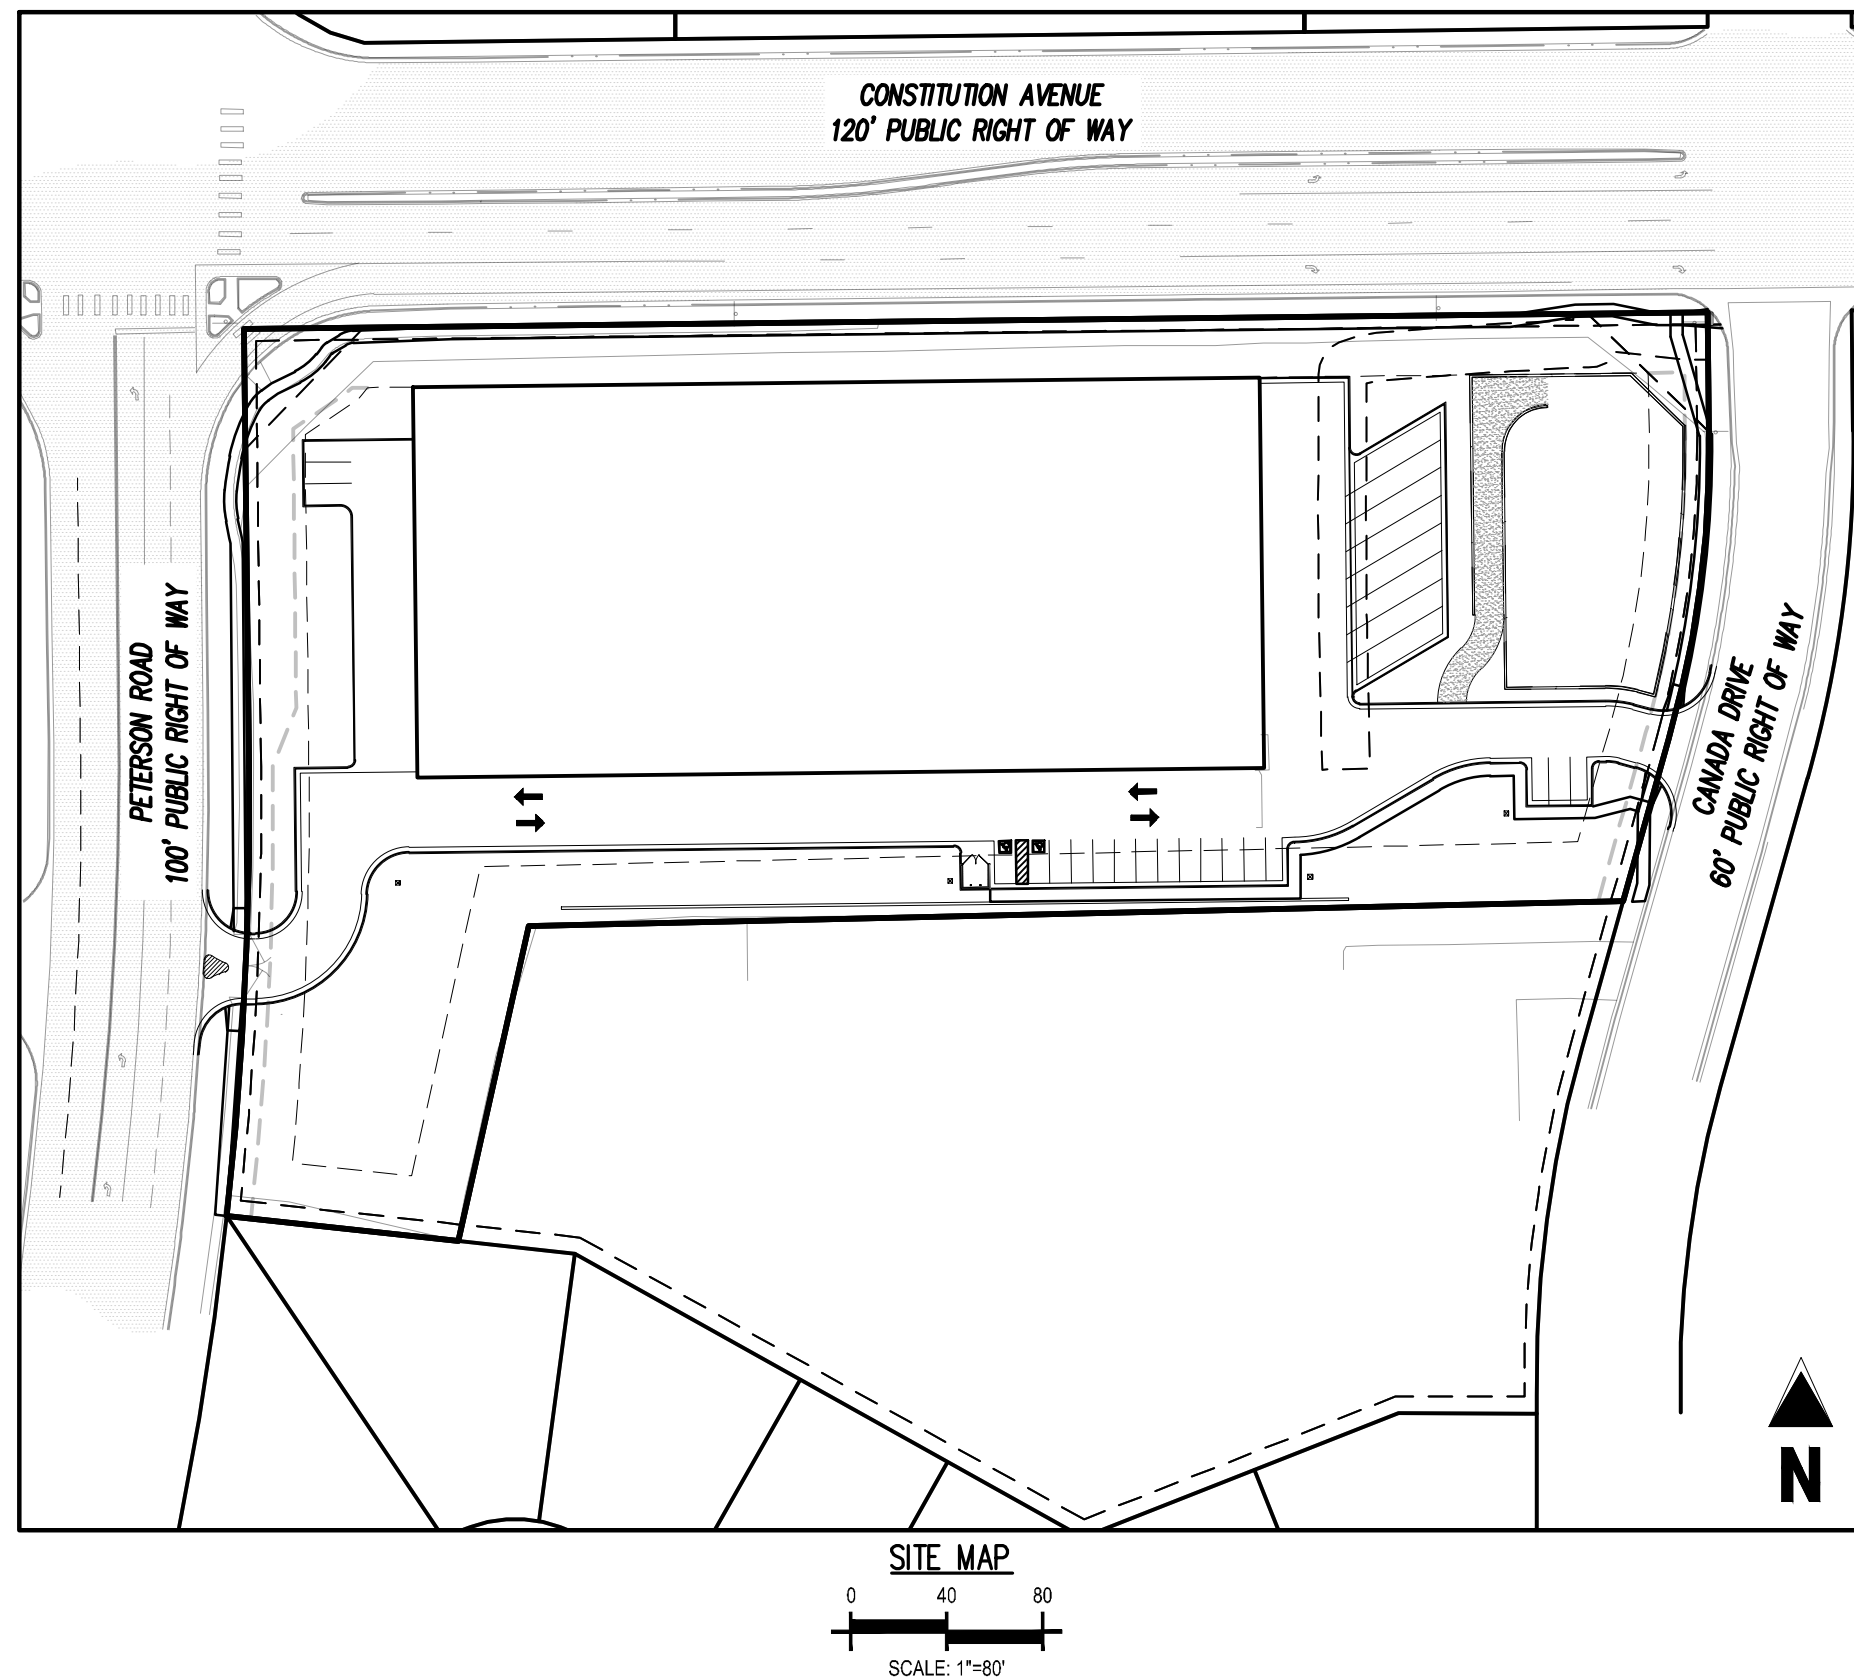 CONSTITUTION AVENUE
120' PUBLIC RIGHT OF WAY
PETERSON ROAD
100' PUBLIC RIGHT OF WAY
CANADA DRIVE
60' PUBLIC RIGHT OF WAY
N
SITE MAP
0 40 80
SCALE: 1"=80'